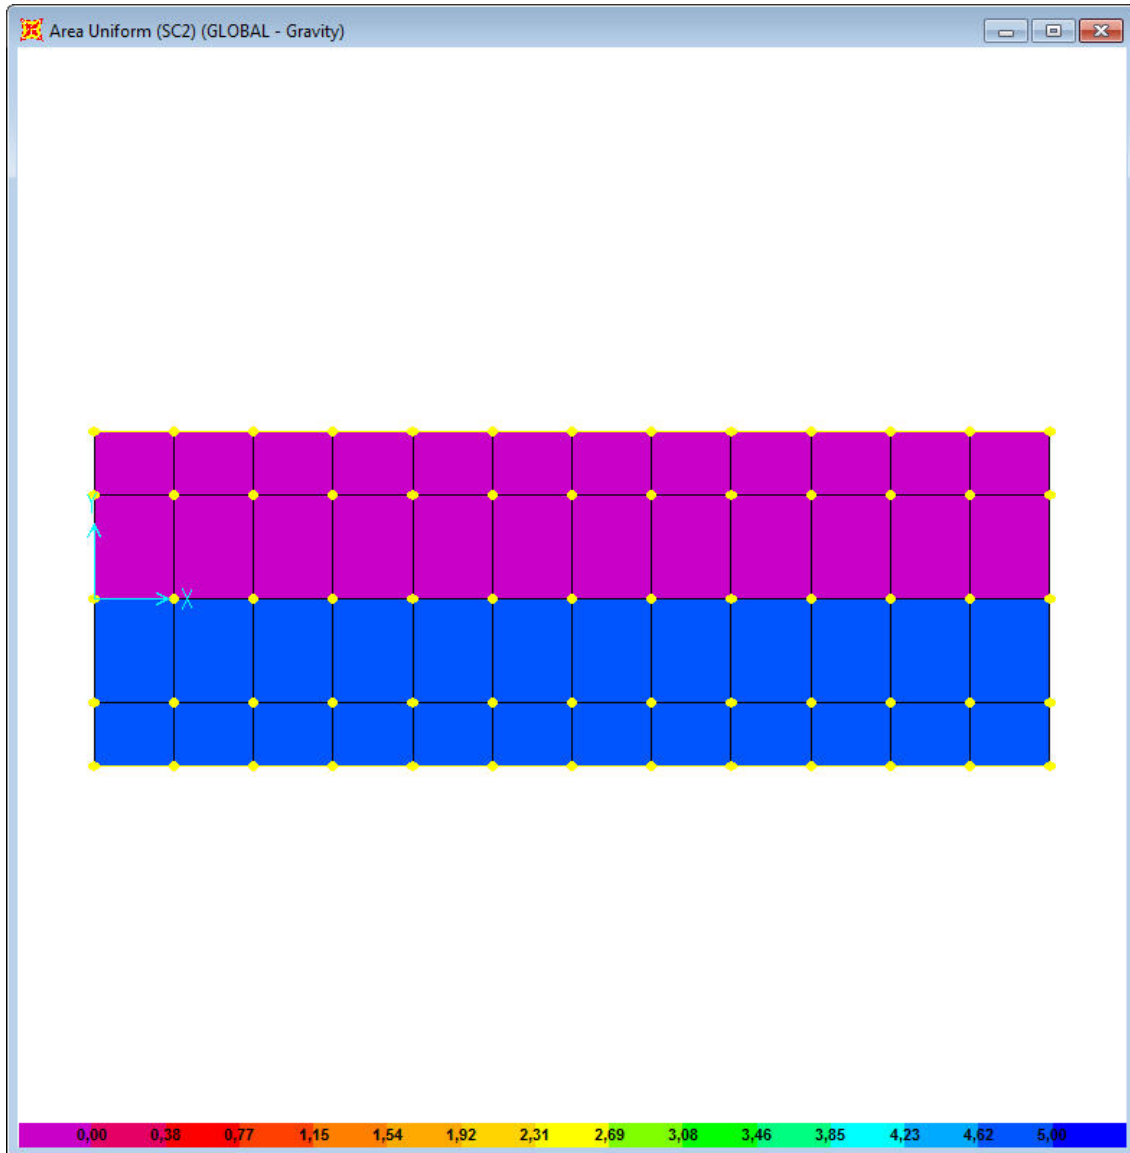 Area Uniform (SC2) (GLOBAL - Gravity)
Y
X
0,00 0,38 0,77 1,15 1,54 1,92 2,31 2,69 3,08 3,46 3,85 4,23 4,62 5,00